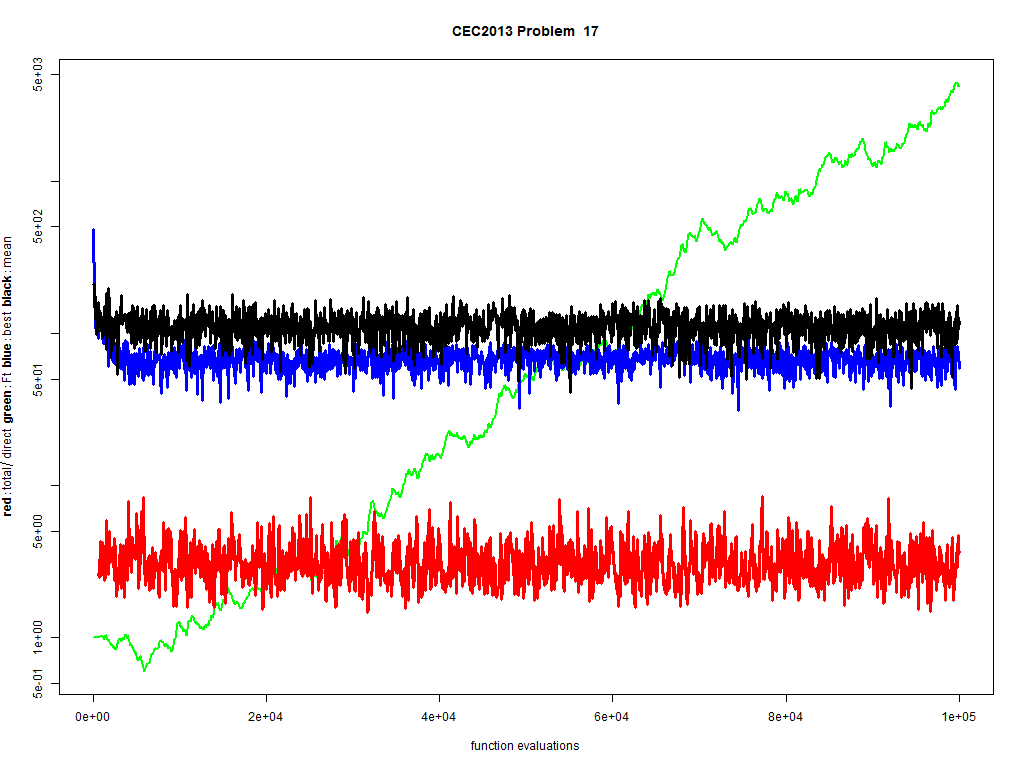 CEC2013 Problem 17
red : total/ direct green : Ft blue : best black : mean
5e+03
5e+02
5e+01
5e+00
1e+00
5e-01
0e+00 2e+04 4e+04 6e+04 8e+04 1e+05
function evaluations